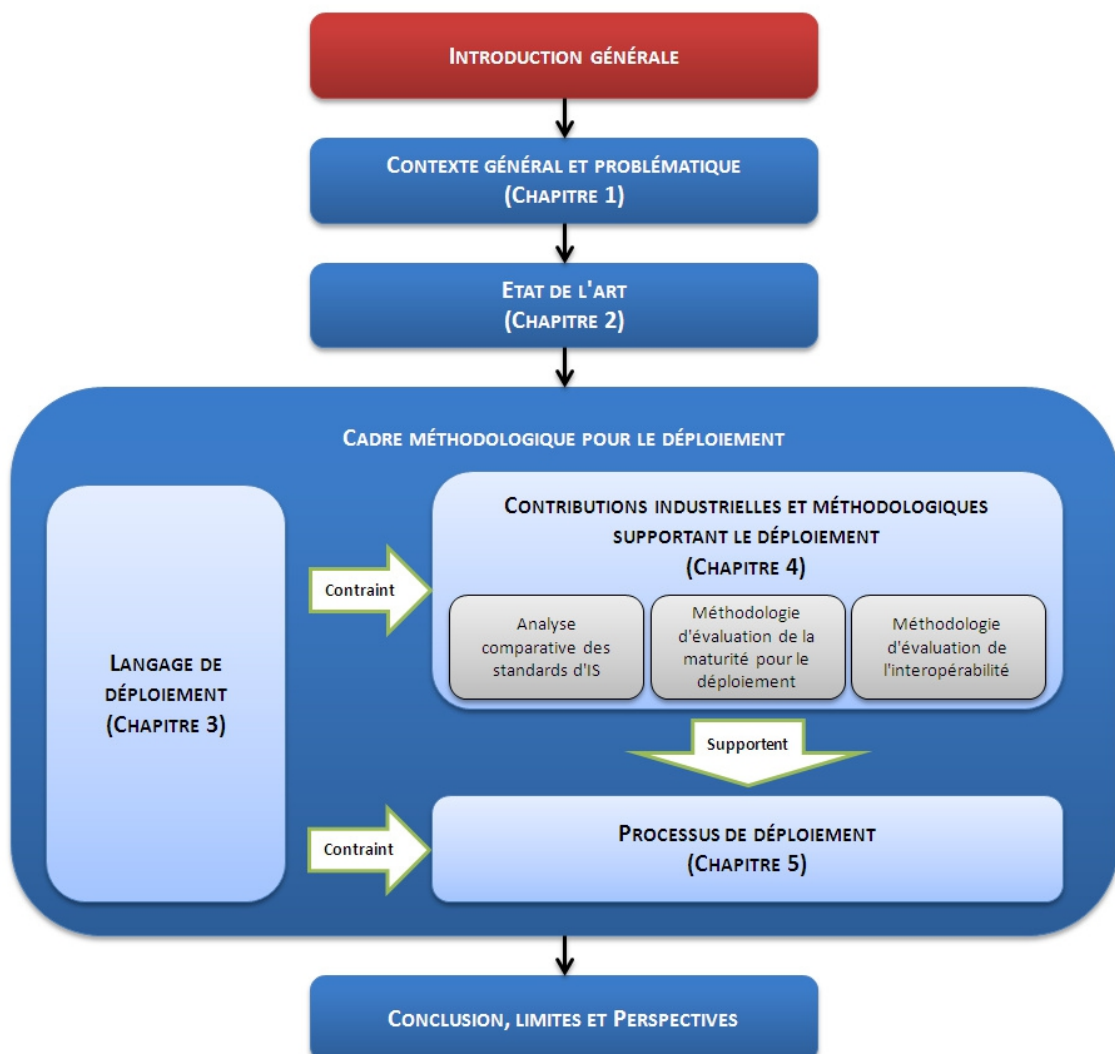 INTRODUCTION GÉNÉRALE
CONTEXTE GÉNÉRAL ET PROBLÉMATIQUE
(CHAPITRE 1)
ETAT DE L'ART
(CHAPITRE 2)
CADRE MÉTHODOLOGIQUE POUR LE DÉPLOIEMENT
LANGAGE DE
DÉPLOIEMENT
(CHAPITRE 3)
Contraint
CONTRIBUTIONS INDUSTRIELLES ET MÉTHODOLOGIQUES
SUPPORTANT LE DÉPLOIEMENT
(CHAPITRE 4)
Analyse
comparative des
standards d'IS
Méthodologie
d'évaluation de la
maturité pour le
déploiement
Méthodologie
d'évaluation de
l'interopérabilité
Supportent
Contraint
PROCESSUS DE DÉPLOIEMENT
(CHAPITRE 5)
CONCLUSION, LIMITES ET PERSPECTIVES